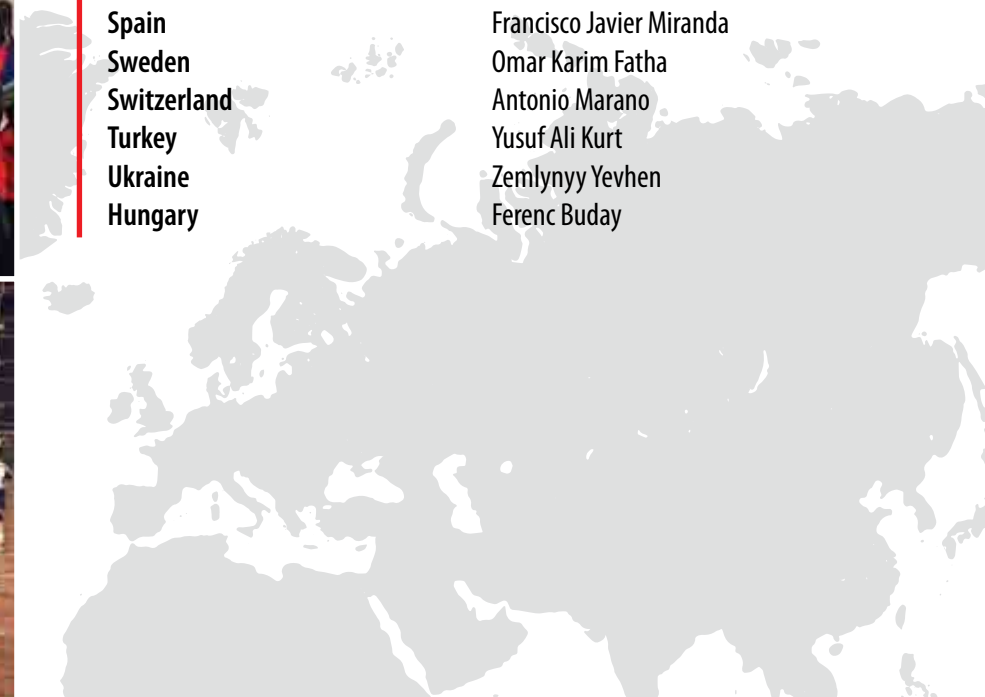 Spain Francisco Javier Miranda
Sweden Omar Karim Fatha
Switzerland Antonio Marano
Turkey Yusuf Ali Kurt
Ukraine Zemlynyy Yevhen
Hungary Ferenc Buday